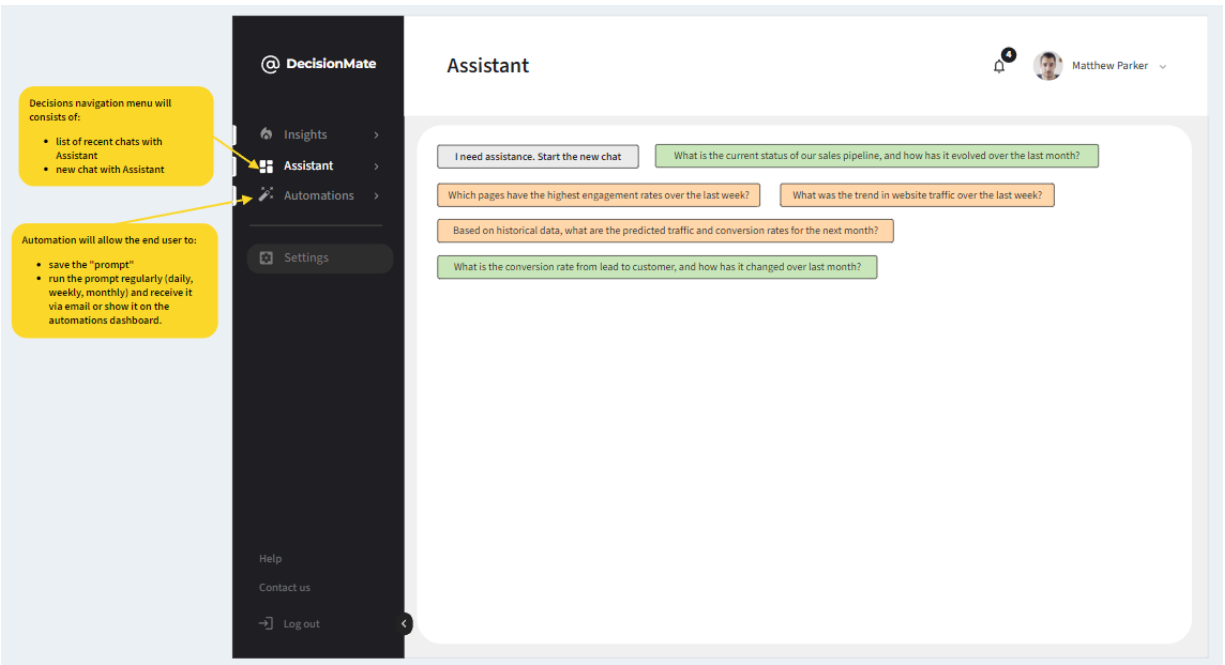 @ DecisionMate
Assistant
4
Matthew Parker
Decisions navigation menu will
consists of:
• list of recent chats with
Assistant
• new chat with Assistant
Insights
Assistant
Automations
Settings
Automation will allow the end user to:
• save the "prompt"
• run the prompt regularly (daily,
weekly, monthly) and receive it
via email or show it on the
automations dashboard.
I need assistance. Start the new chat
What is the current status of our sales pipeline, and how has it evolved over the last month?
Which pages have the highest engagement rates over the last week?
What was the trend in website traffic over the last week?
Based on historical data, what are the predicted traffic and conversion rates for the next month?
What is the conversion rate from lead to customer, and how has it changed over last month?
Help
Contact us
Log out